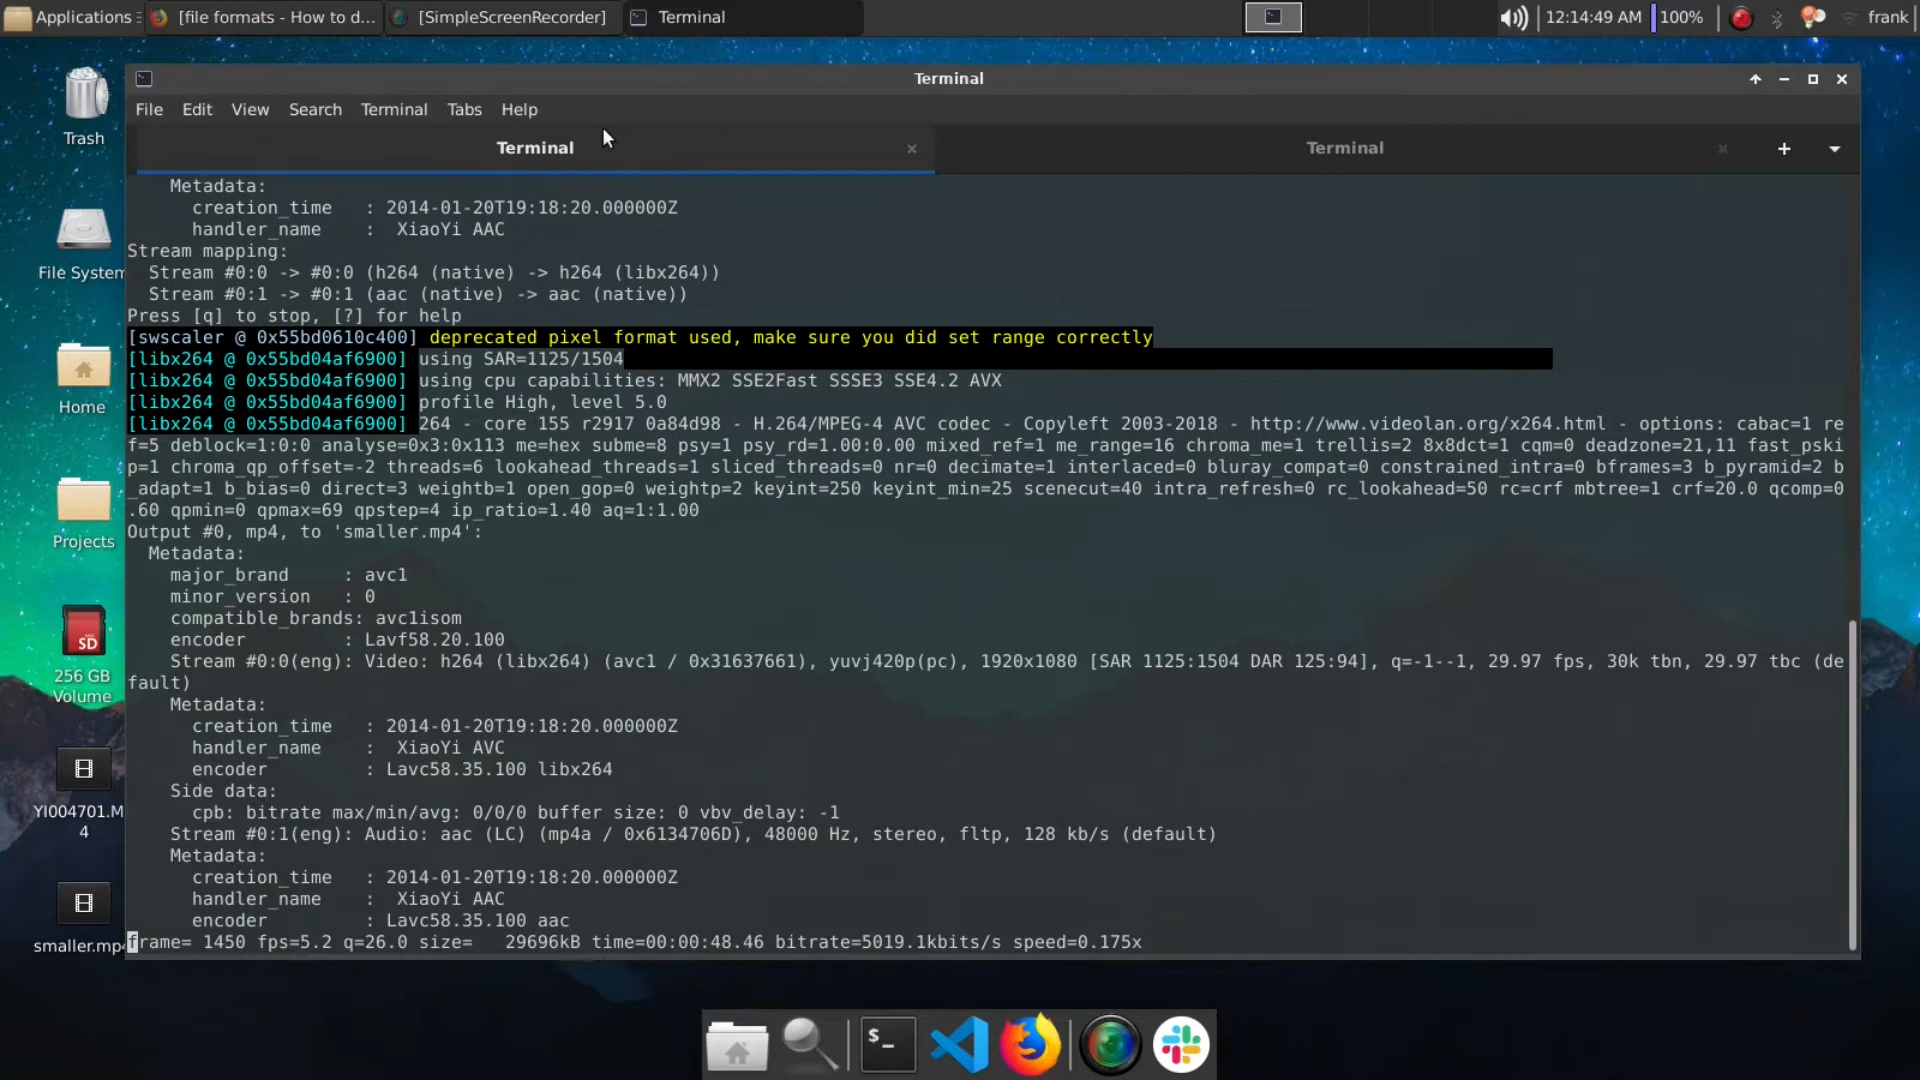 Applications
[file formats - How to d...
[SimpleScreenRecorder]
Terminal
12:14:49 AM
100%
frank
Terminal
File Edit View Search Terminal Tabs Help
Terminal
Terminal
Metadata:
creation_time : 2014-01-20T19:18:20.000000Z
handler_name : XiaoYi AAC
Stream mapping:
Stream #0:0 -> #0:0 (h264 (native) -> h264 (libx264))
Stream #0:1 -> #0:1 (aac (native) -> aac (native))
Press [q] to stop, [?] for help
[swscaler @ 0x55bd0610c400] deprecated pixel format used, make sure you did set range correctly
[libx264 @ 0x55bd04af6900] using SAR=1125/1504
[libx264 @ 0x55bd04af6900] using cpu capabilities: MMX2 SSE2Fast SSSE3 SSE4.2 AVX
[libx264 @ 0x55bd04af6900] profile High, level 5.0
[libx264 @ 0x55bd04af6900] 264 - core 155 r2917 0a84d98 - H.264/MPEG-4 AVC codec - Copyleft 2003-2018 - http://www.videolan.org/x264.html - options: cabac=1 re
f=5 deblock=1:0:0 analyse=0x3:0x113 me=hex subme=8 psy=1 psy_rd=1.00:0.00 mixed_ref=1 me_range=16 chroma_me=1 trellis=2 8x8dct=1 cqm=0 deadzone=21,11 fast_pski
p=1 chroma_qp_offset=-2 threads=6 lookahead_threads=1 sliced_threads=0 nr=0 decimate=1 interlaced=0 bluray_compat=0 constrained_intra=0 bframes=3 b_pyramid=2 b
_adapt=1 b_bias=0 direct=3 weightb=1 open_gop=0 weightp=2 keyint=250 keyint_min=25 scenecut=40 intra_refresh=0 rc_lookahead=50 rc=crf mbtree=1 crf=20.0 qcomp=0
.60 qpmin=0 qpmax=69 qpstep=4 ip_ratio=1.40 aq=1:1.00
Output #0, mp4, to 'smaller.mp4':
Metadata:
major_brand : avc1
minor_version : 0
compatible_brands: avc1isom
encoder : Lavf58.20.100
Stream #0:0(eng): Video: h264 (libx264) (avc1 / 0x31637661), yuvj420p(pc), 1920x1080 [SAR 1125:1504 DAR 125:94], q=-1--1, 29.97 fps, 30k tbn, 29.97 tbc (de
fault)
Metadata:
creation_time : 2014-01-20T19:18:20.000000Z
handler_name : XiaoYi AVC
encoder : Lavc58.35.100 libx264
Side data:
cpb: bitrate max/min/avg: 0/0/0 buffer size: 0 vbv_delay: -1
Stream #0:1(eng): Audio: aac (LC) (mp4a / 0x6134706D), 48000 Hz, stereo, fltp, 128 kb/s (default)
Metadata:
creation_time : 2014-01-20T19:18:20.000000Z
handler_name : XiaoYi AAC
encoder : Lavc58.35.100 aac
frame= 1450 fps=5.2 q=26.0 size= 29696kB time=00:00:48.46 bitrate=5019.1kbits/s speed=0.175x
Trash
File System
Home
Projects
SD
256 GB
Volume
YI004701.M
4
smaller.mp4
$_